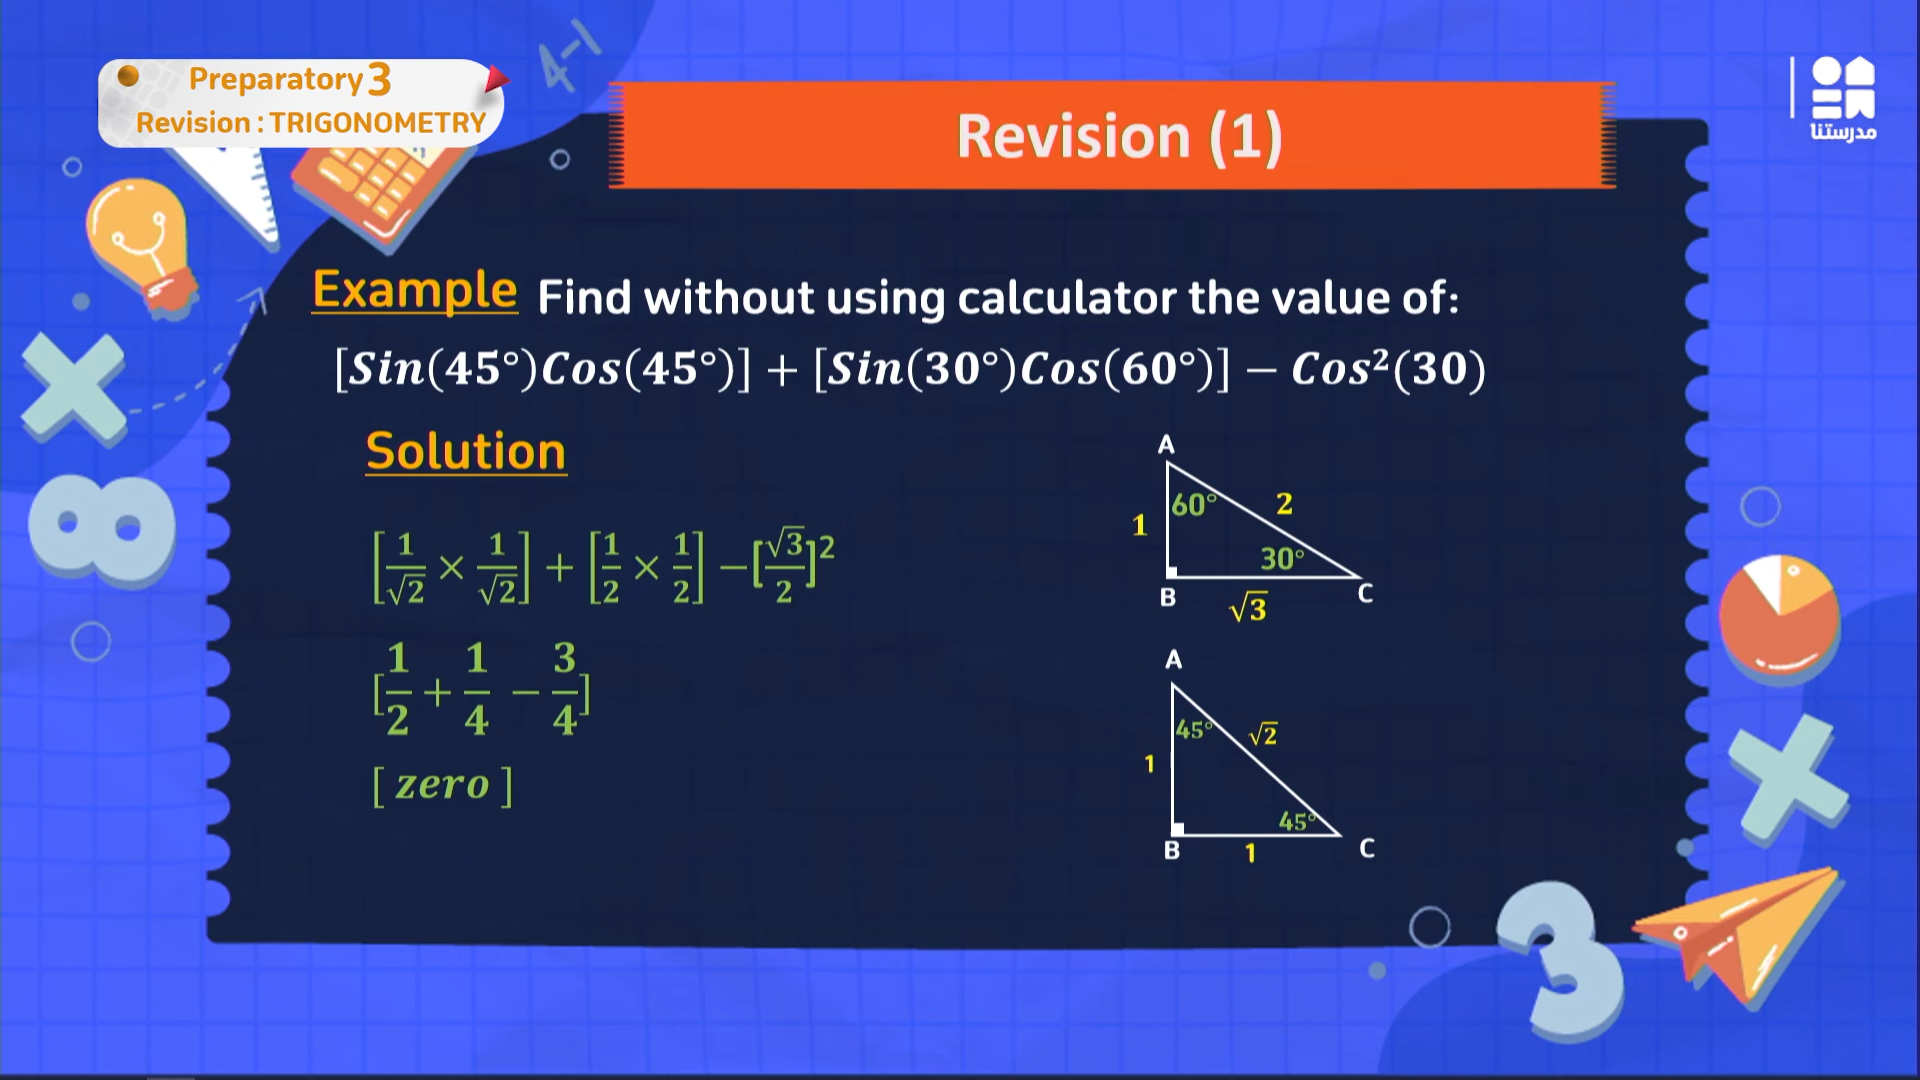 Preparatory 3
Revision : TRIGONOMETRY
4-1
Revision (1)
مدرستنا
Example Find without using calculator the value of:
[Sin(45°)Cos(45°)] + [Sin(30°)Cos(60°)] − Cos²(30)
Solution
[1/√2 × 1/√2] + [1/2 × 1/2] −[√3/2]²
[1/2 + 1/4 − 3/4]
[ zero ]
A
60° 2
1
30°
B C
√3
A
45° √2
1
45°
B 1 C
8
3